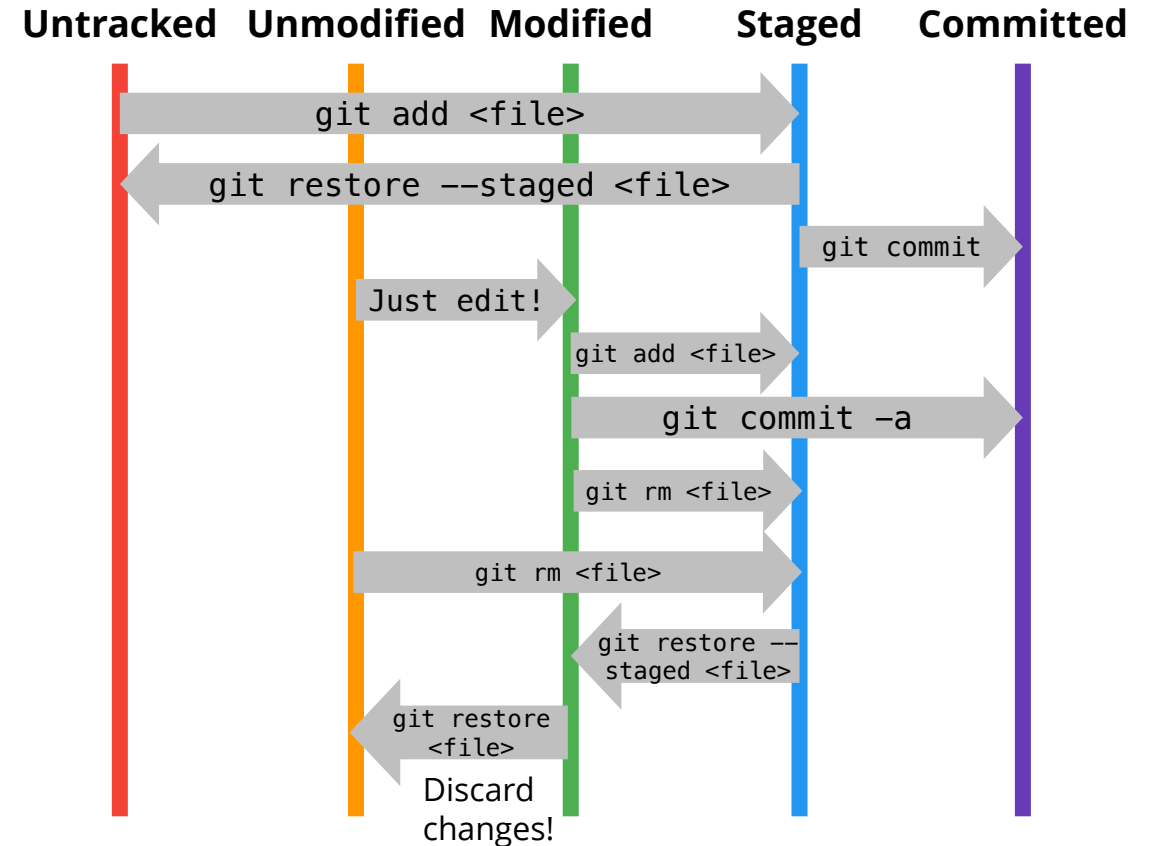 Untracked Unmodified Modified Staged Committed
git add <file>
git restore --staged <file>
git commit
Just edit!
git add <file>
git commit -a
git rm <file>
git rm <file>
git restore --
staged <file>
git restore
<file>
Discard
changes!